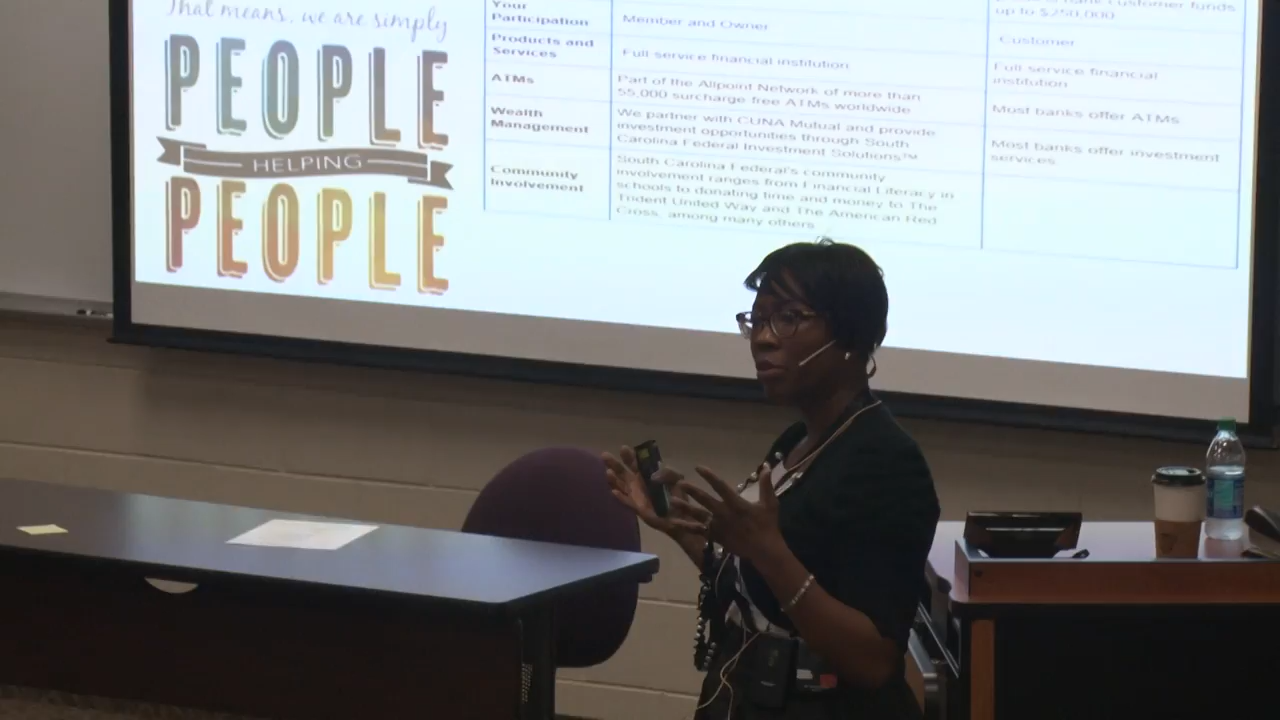 That means, we are simply
PEOPLE
HELPING
PEOPLE
Your
Participation
Member and Owner
Customer
customer funds
up to $250,000
Products and
Services
Full service financial institution
Full service financial
institution
ATMs
Part of the Allpoint Network of more than
55,000 surcharge free ATMs worldwide
Most banks offer ATMs
Wealth
Management
We partner with CUNA Mutual and provide
investment opportunities through South
Carolina Federal Investment Solutions™
Most banks offer investment
services.
Community
Involvement
South Carolina Federal's community
involvement ranges from Financial Literacy in
schools to donating time and money to The
Trident United Way and The American Red
Cross, among many others